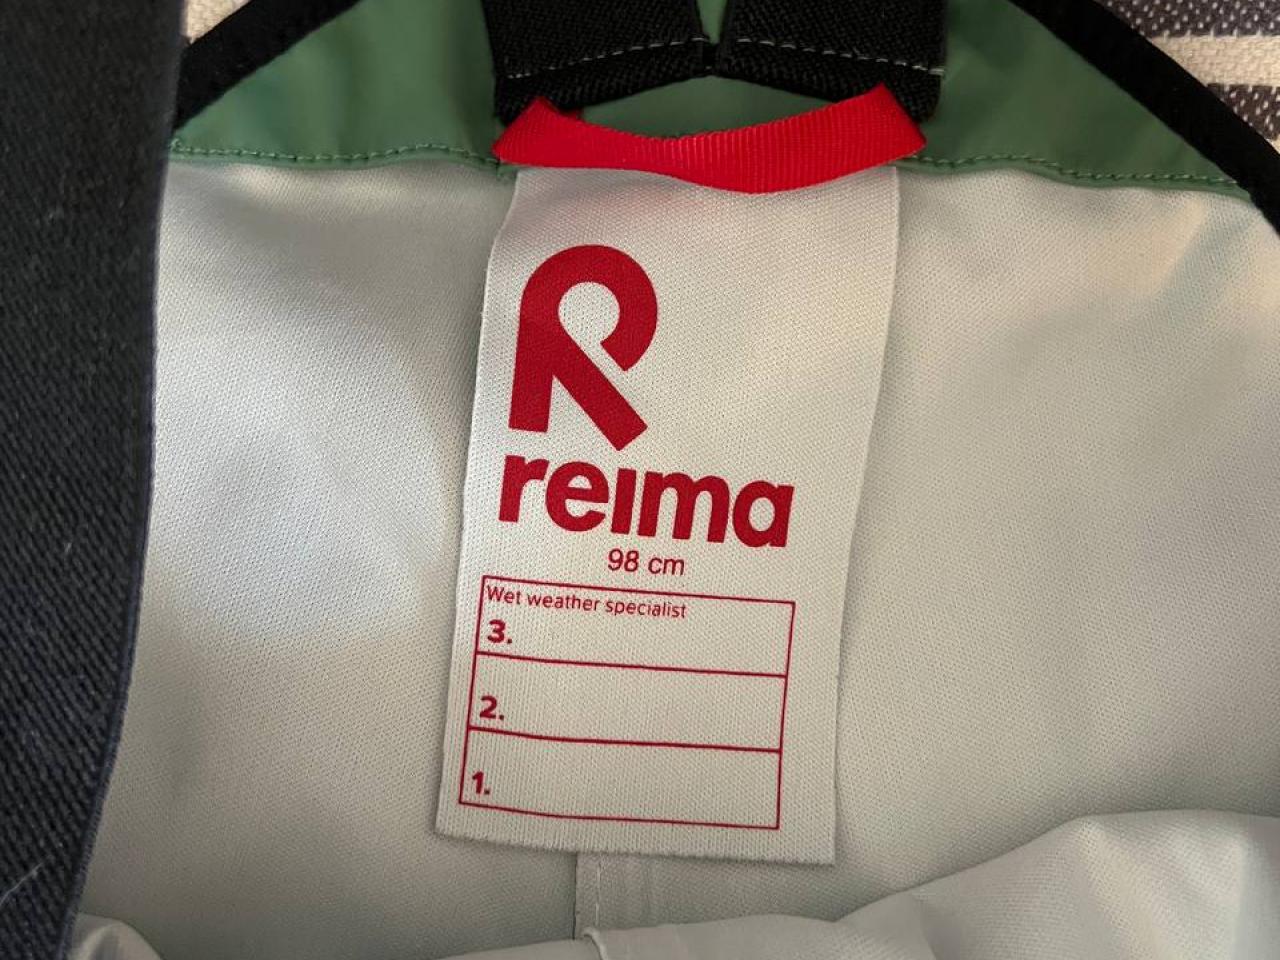 reima
98 cm
Wet weather specialist
3.
2.
1.